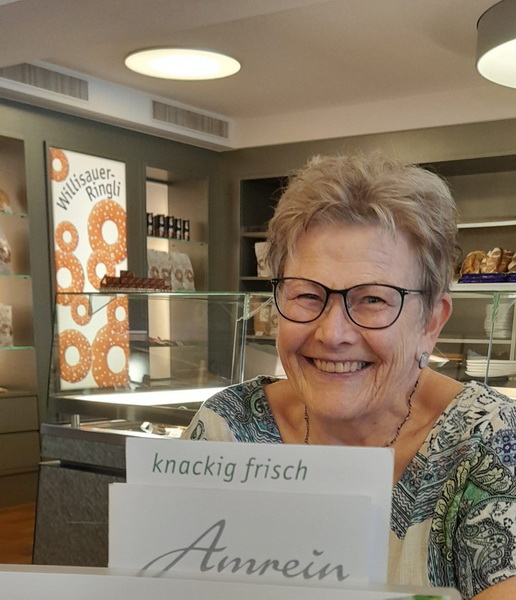 Willisauer-
Ringli
knackig frisch
Amrein